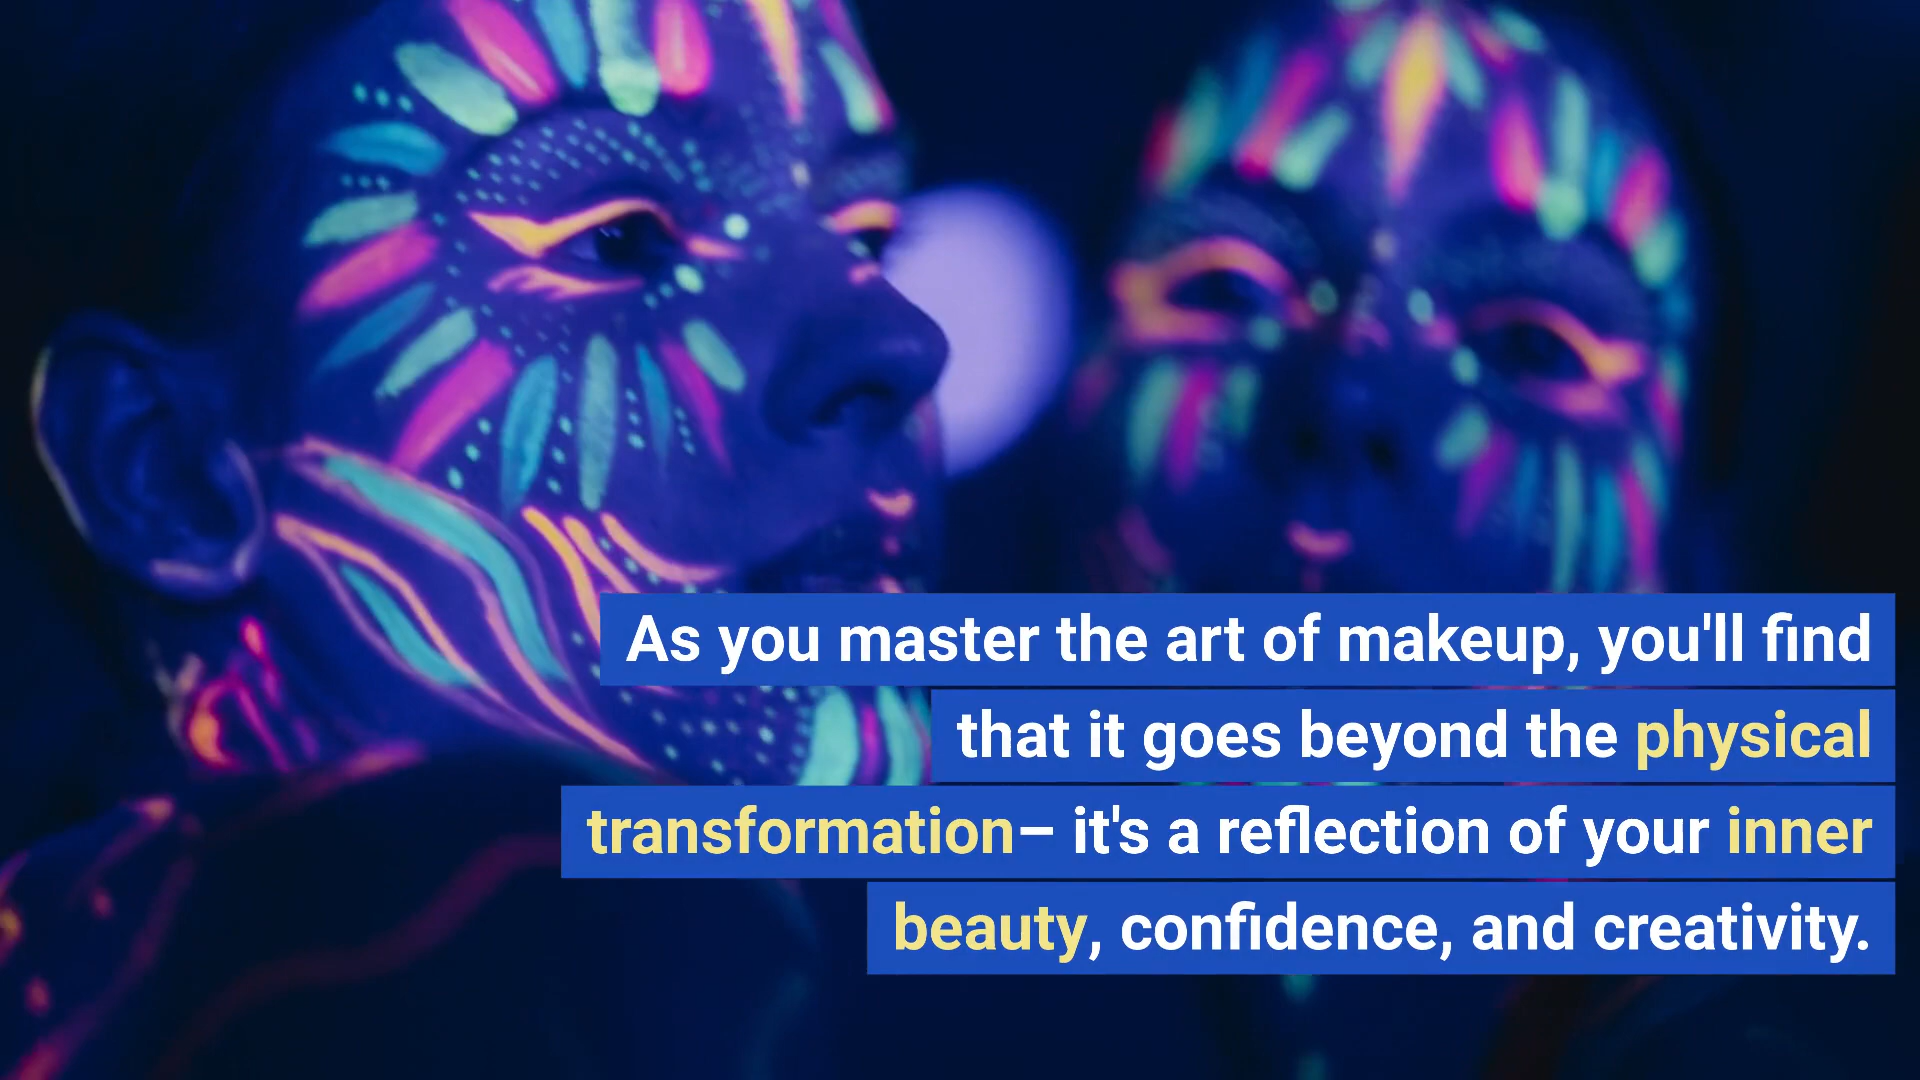 As you master the art of makeup, you'll find
that it goes beyond the physical
transformation– it's a reflection of your inner
beauty, confidence, and creativity.